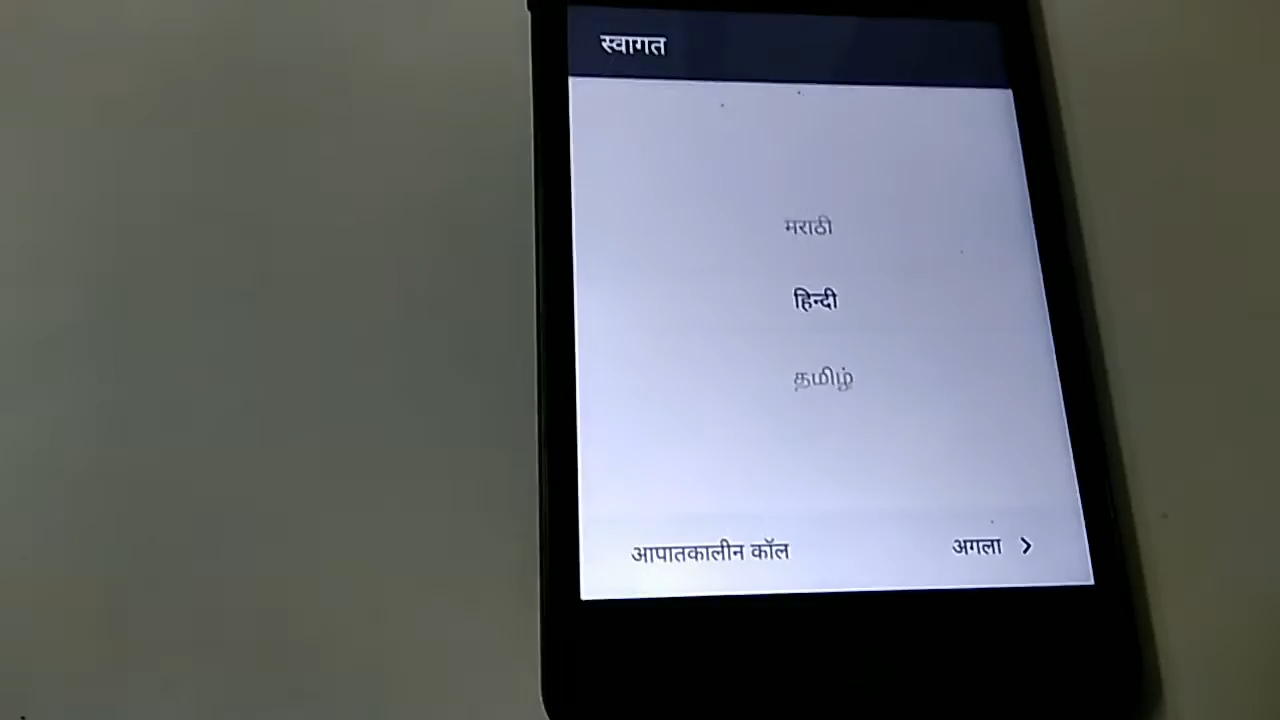 स्वागत
मराठी
हिन्दी
தமிழ்
आपातकालीन कॉल
अगला